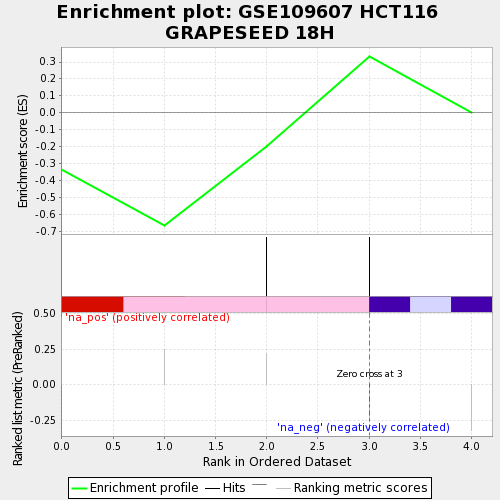 Enrichment plot: GSE109607 HCT116
GRAPESEED 18H
Enrichment score (ES)
0.3
0.2
0.1
0.0
-0.1
-0.2
-0.3
-0.4
-0.5
-0.6
-0.7
'na_pos' (positively correlated)
Zero cross at 3
'na_neg' (negatively correlated)
Ranked list metric (PreRanked)
0.50
0.25
0.00
-0.25
0.0 0.5 1.0 1.5 2.0 2.5 3.0 3.5 4.0
Rank in Ordered Dataset
Enrichment profile Hits Ranking metric scores